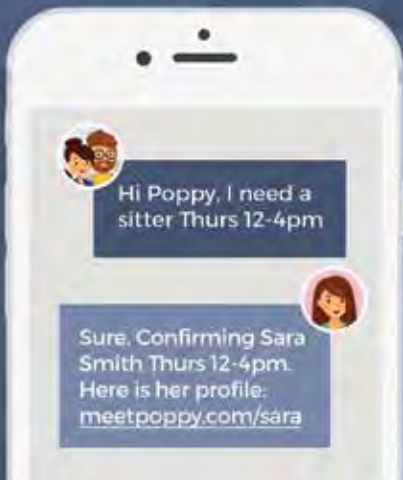 Hi Poppy, I need a
sitter Thurs 12-4pm
Sure, Confirming Sara
Smith Thurs 12-4pm.
Here is her profile:
meetpoppy.com/sara